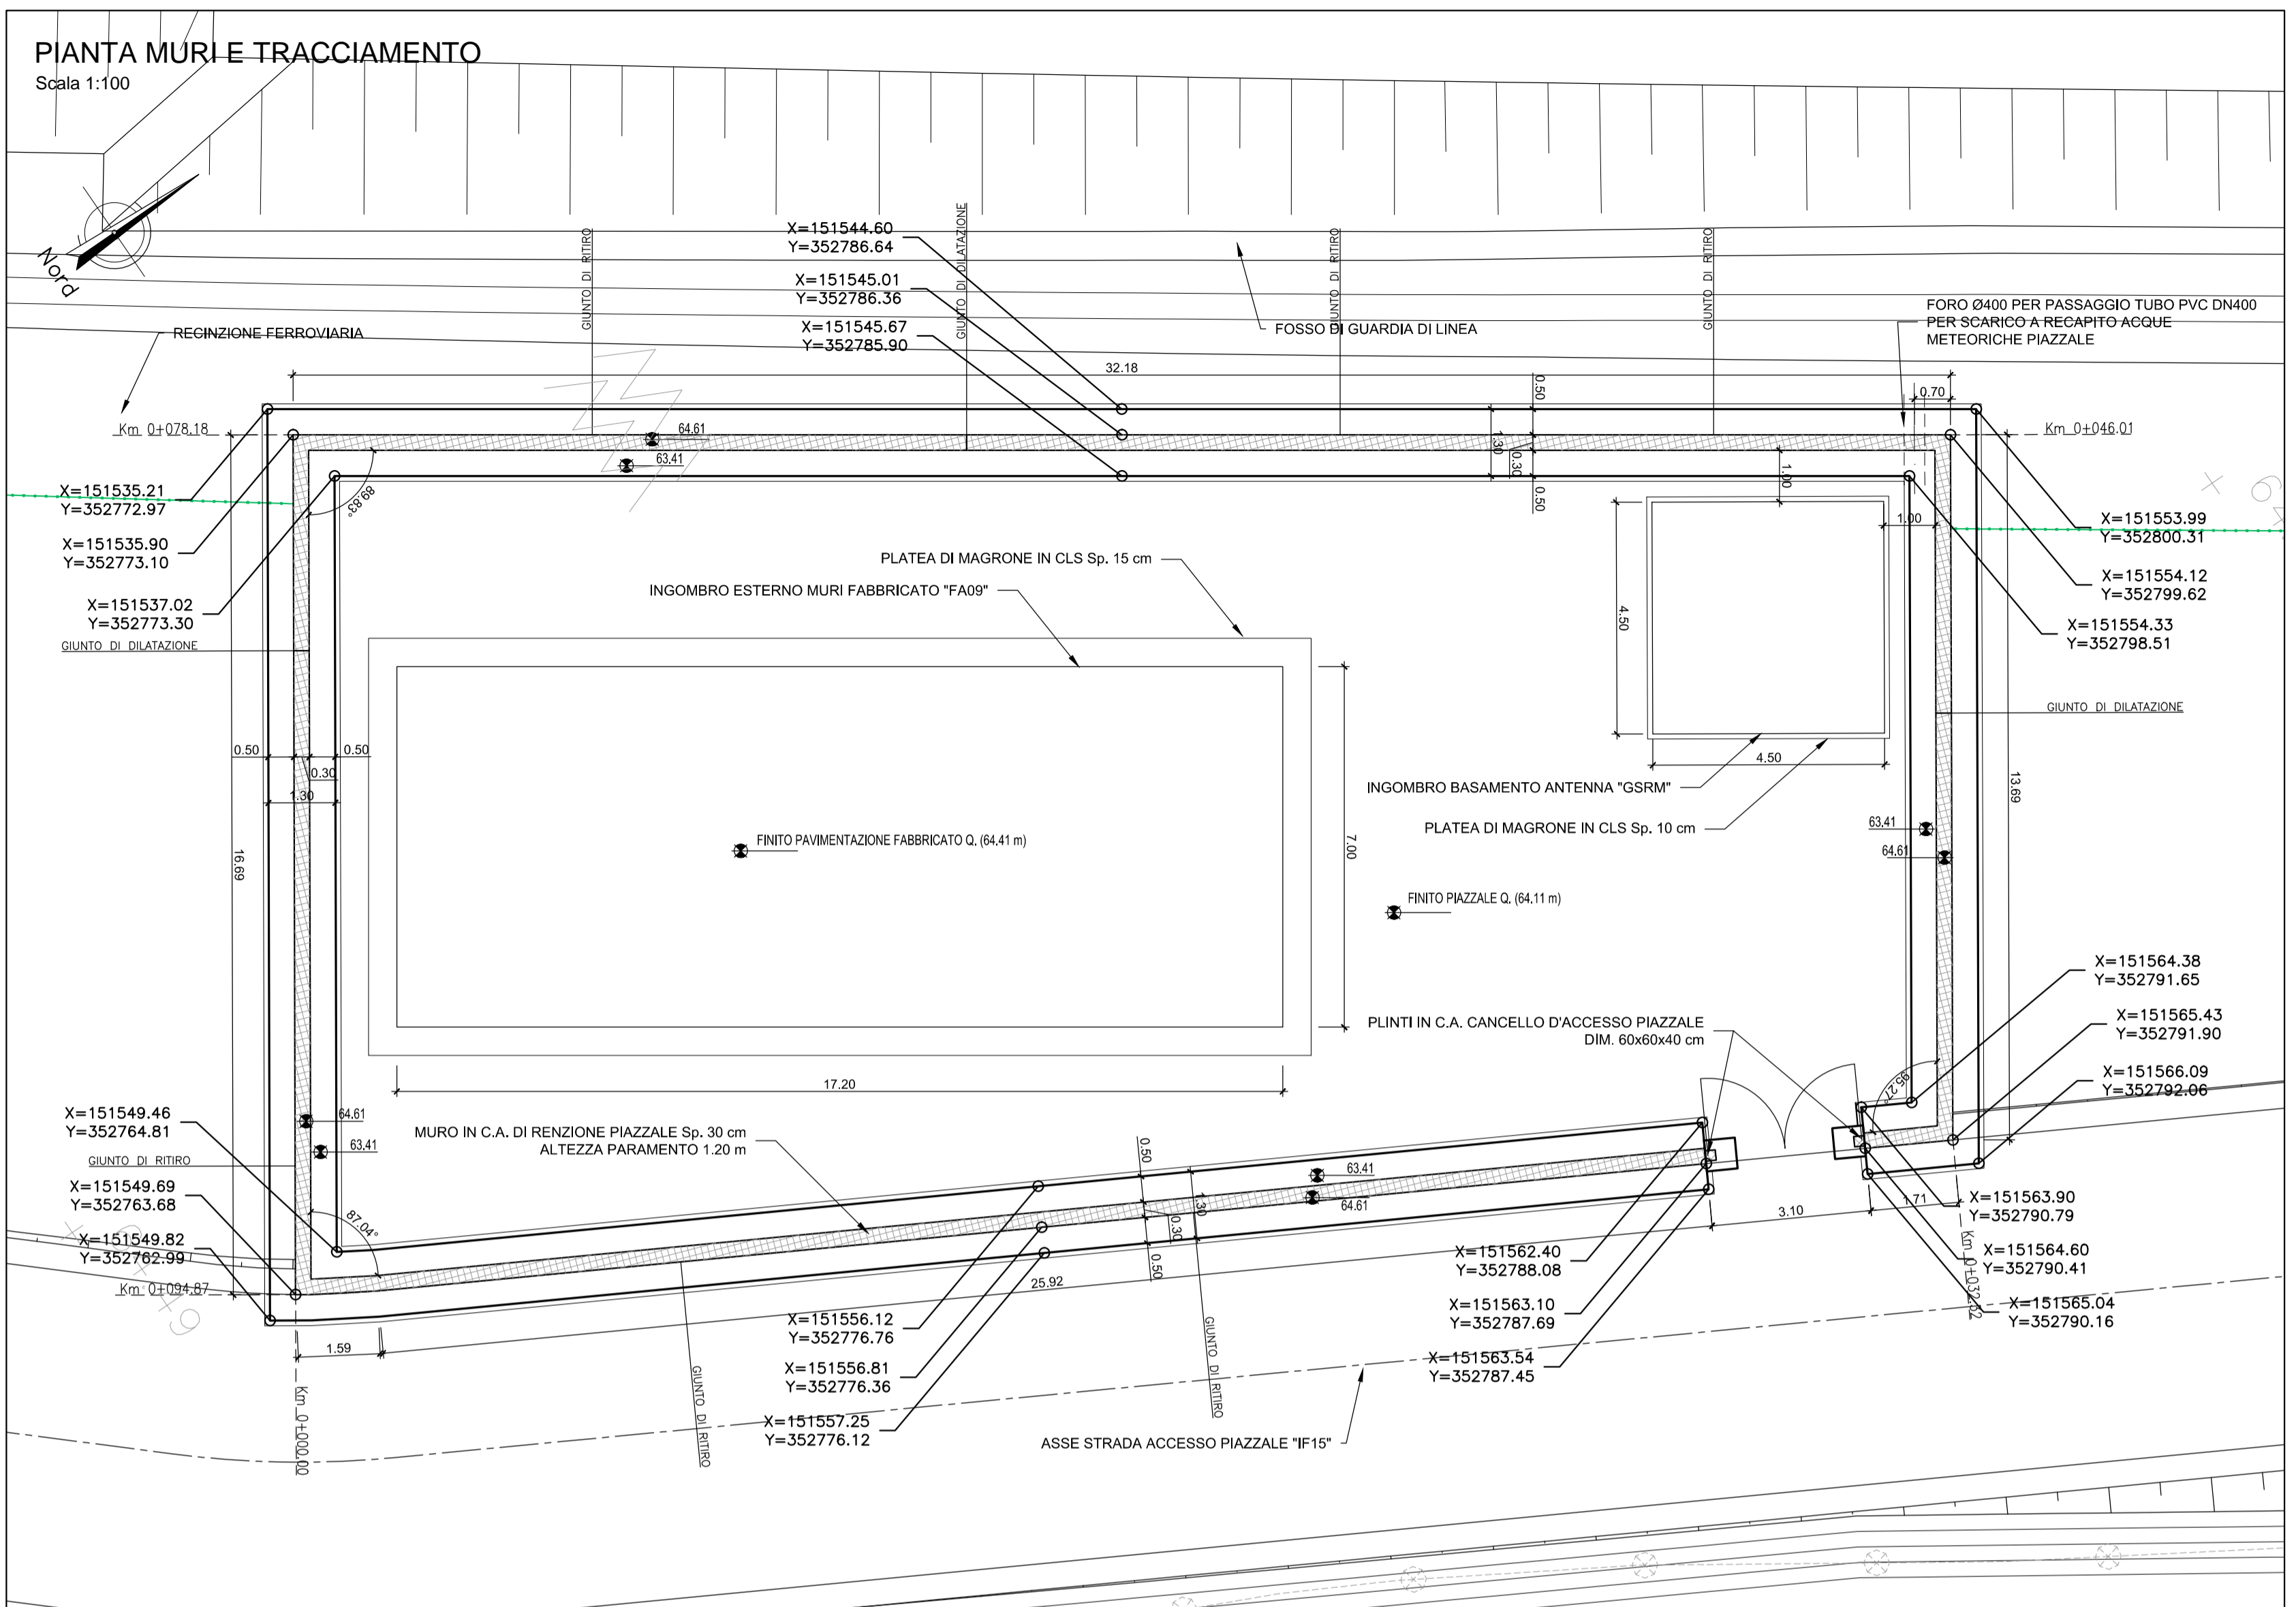 PIANTA MURI E TRACCIAMENTO
Scala 1:100
Nord
RECINZIONE FERROVIARIA
GIUNTO DI RITIRO
GIUNTO DI DILATAZIONE
GIUNTO DI RITIRO
GIUNTO DI RITIRO
X=151544.60
Y=352786.64
X=151545.01
Y=352786.36
X=151545.67
Y=352785.90
FOSSO DI GUARDIA DI LINEA
FORO Ø400 PER PASSAGGIO TUBO PVC DN400
PER SCARICO A RECAPITO ACQUE
METEORICHE PIAZZALE
32.18
0.50
0.70
Km 0+078.18
64.61
63.41
1.30
0.30
0.50
1.00
Km 0+046.01
X=151535.21
Y=352772.97
X=151535.90
Y=352773.10
X=151537.02
Y=352773.30
89.83°
GIUNTO DI DILATAZIONE
PLATEA DI MAGRONE IN CLS Sp. 15 cm
INGOMBRO ESTERNO MURI FABBRICATO "FA09"
4.50
1.00
X=151553.99
Y=352800.31
X=151554.12
Y=352799.62
X=151554.33
Y=352798.51
GIUNTO DI DILATAZIONE
0.50
0.50
0.30
1.30
16.69
4.50
INGOMBRO BASAMENTO ANTENNA "GSRM"
PLATEA DI MAGRONE IN CLS Sp. 10 cm
13.69
63.41
64.61
FINITO PAVIMENTAZIONE FABBRICATO Q. (64.41 m)
7.00
FINITO PIAZZALE Q. (64.11 m)
17.20
PLINTI IN C.A. CANCELLO D'ACCESSO PIAZZALE
DIM. 60x60x40 cm
95.27°
X=151564.38
Y=352791.65
X=151565.43
Y=352791.90
X=151566.09
Y=352792.06
X=151549.46
Y=352764.81
64.61
63.41
GIUNTO DI RITIRO
X=151549.69
Y=352763.68
X=151549.82
Y=352762.99
Km 0+094.87
87.04°
MURO IN C.A. DI RENZIONE PIAZZALE Sp. 30 cm
ALTEZZA PARAMENTO 1.20 m
0.50
1.30
0.30
0.50
63.41
64.61
25.92
3.10
1.71
1.59
Km 0+000.00
GIUNTO DI RITIRO
GIUNTO DI RITIRO
X=151556.12
Y=352776.76
X=151556.81
Y=352776.36
X=151557.25
Y=352776.12
X=151562.40
Y=352788.08
X=151563.10
Y=352787.69
X=151563.54
Y=352787.45
X=151563.90
Y=352790.79
X=151564.60
Y=352790.41
X=151565.04
Y=352790.16
ASSE STRADA ACCESSO PIAZZALE "IF15"